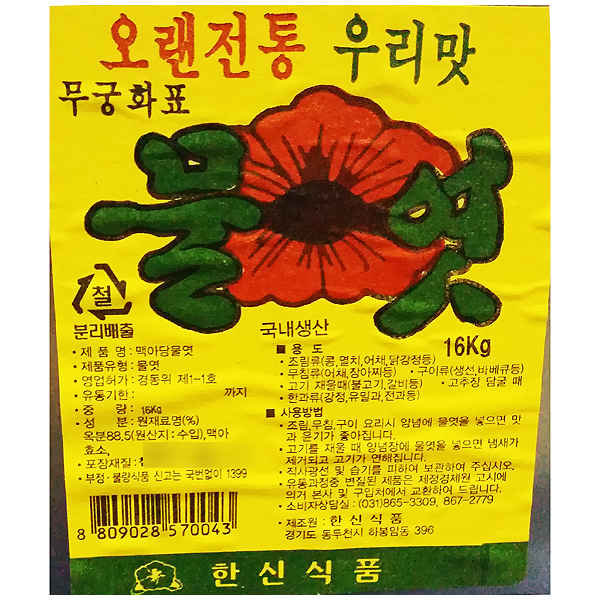 오랜전통 우리맛
무궁화표
물엿
철
분리배출
• 제 품 명 : 맥아당물엿
• 제품유형 : 물엿
• 영업허가 : 경동위 제1-1호
• 유통기한 : 까지
• 중 량 : 16Kg
• 성 분 : 원재료명(%)
옥분88,5(원산지 : 수입),맥아
효소,
• 포장재질 :
• 부정·불량식품 신고는 국번없이 1399
국내생산
16Kg
■ 용 도
• 조림류(콩,멸치,어채,닭강정등)
• 무침류(어채,장아찌등) • 구이류(생선,바베큐등)
• 고기 재울때(불고기,갈비등) • 고추장 담굴 때
• 한과류(강정,유밀과,전과등)
■ 사용방법
• 조림,무침,구이 요리시 양념에 물엿을 넣으면 맛
과 윤기가 좋아집니다.
• 고기를 재울 때 양념장에 물엿을 넣으면 냄새가
제거되고 고기가 연해집니다.
• 직사광선 및 습기를 피하여 보관하여 주십시오.
• 유통과정중 변질된 제품은 재정경제원 고시에
의거 본사 및 구입처에서 교환하여 드립니다.
• 소비자상담실 : (031)865-3309, 867-2779
• 제조원 : 한신식품
경기도 동두천시 하봉암동 396
8 809028 570043
한신식품